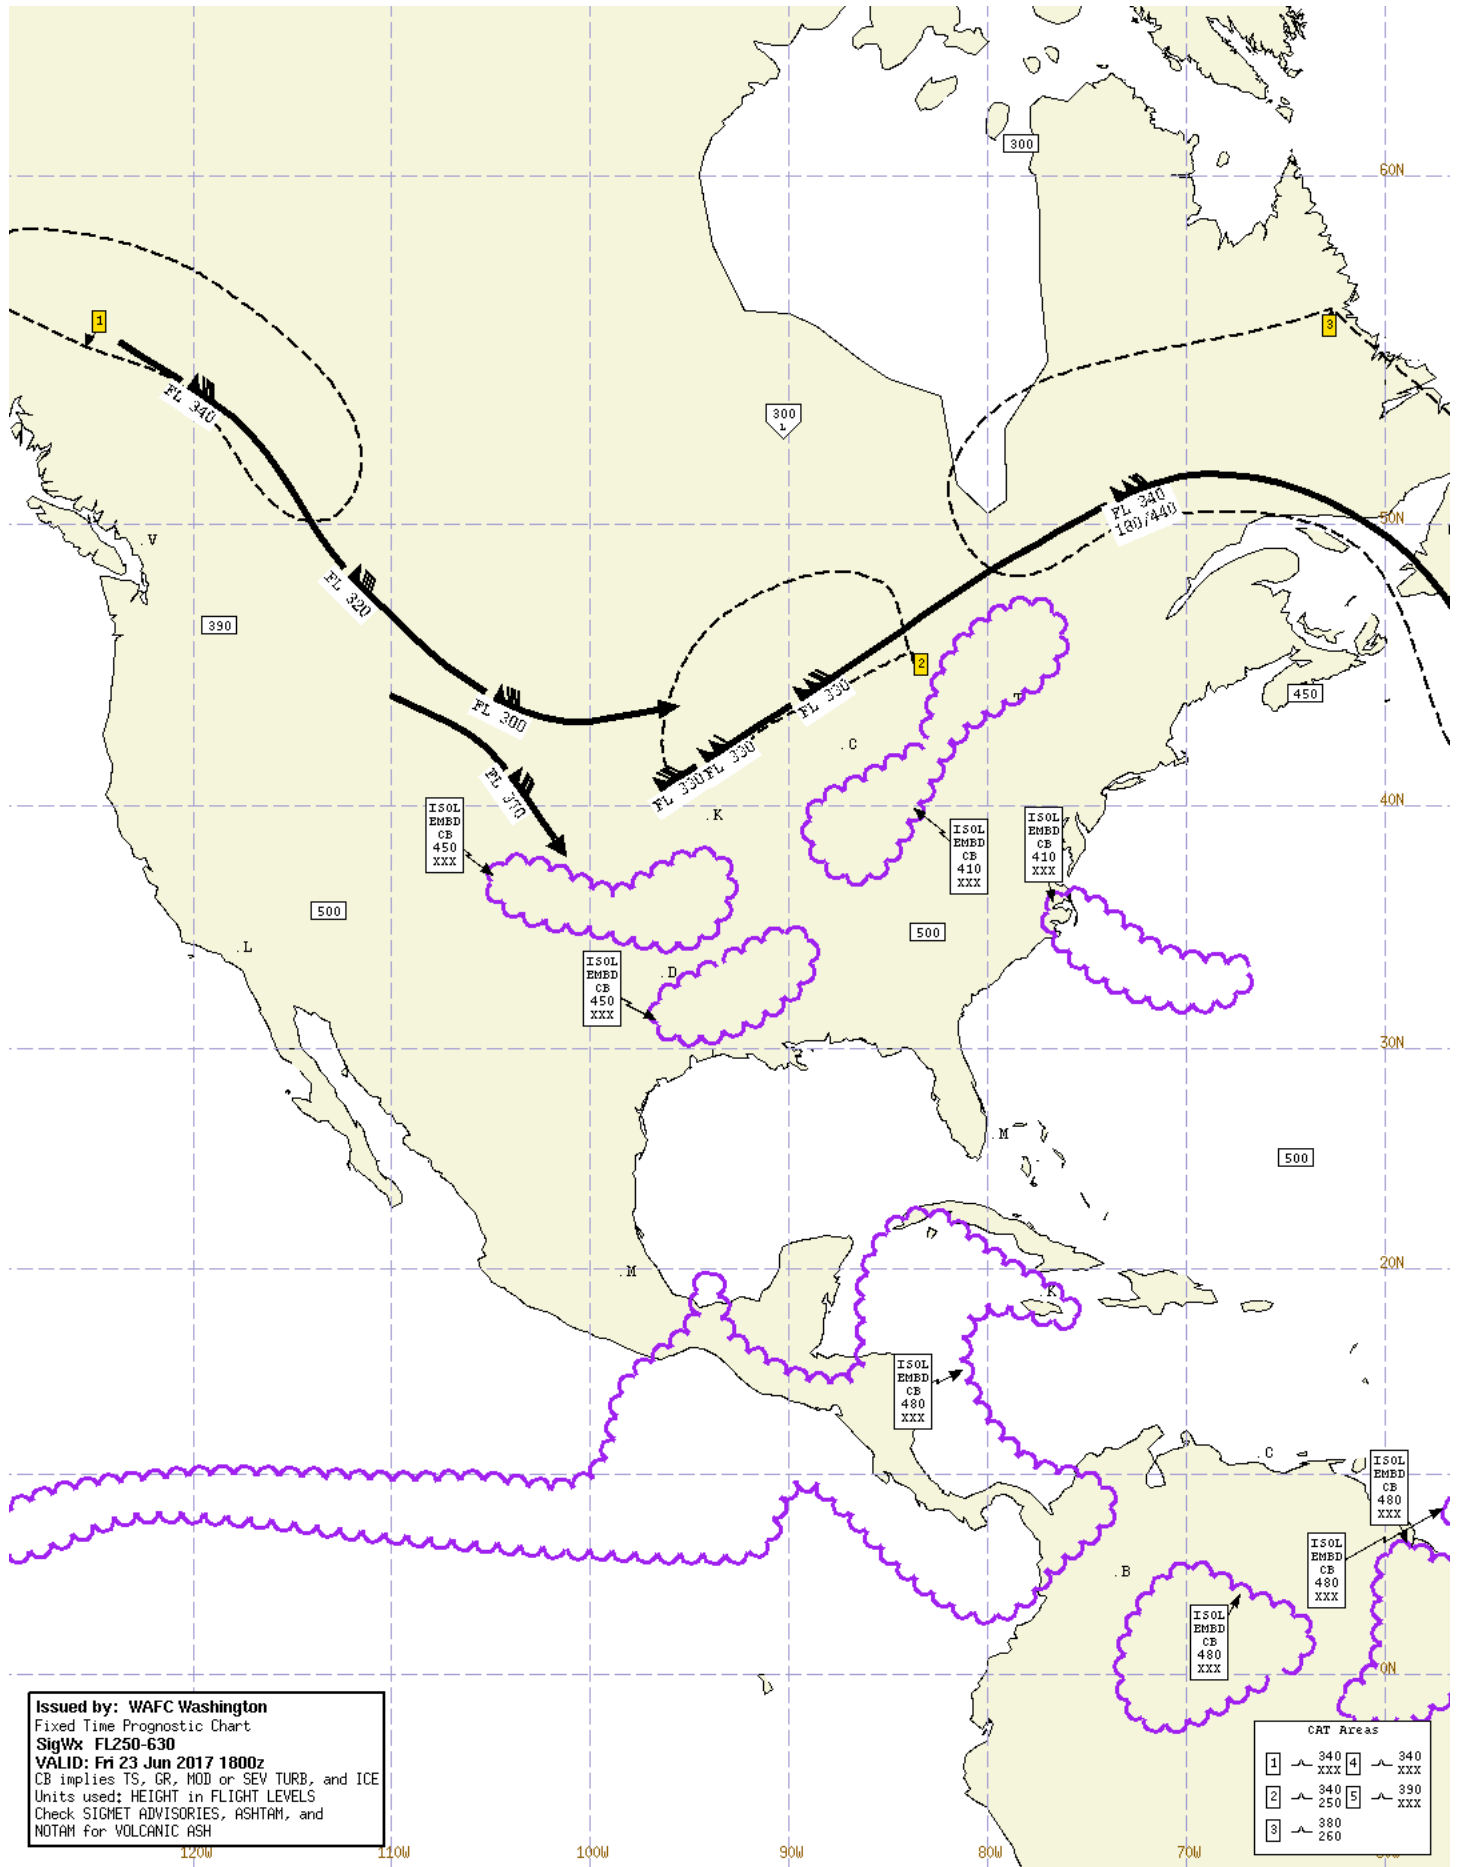 300
60N
1
3
FL 340
300
L
FL 340
180/440
50N
V
FL 320
390
2
T
450
FL 300
FL 330
C
FL 330
FL 330
FL 370
40N
K
ISOL
EMBD
CB
450
XXX
ISOL
EMBD
CB
410
XXX
ISOL
EMBD
CB
410
XXX
500
500
L
D
ISOL
EMBD
CB
450
XXX
30N
M
500
20N
M
K
ISOL
EMBD
CB
480
XXX
C
ISOL
EMBD
CB
480
XXX
ISOL
EMBD
CB
480
XXX
B
ISOL
EMBD
CB
480
XXX
0N
Issued by: WAFC Washington
Fixed Time Prognostic Chart
SigWx FL250-630
VALID: Fri 23 Jun 2017 1800z
CB implies TS, GR, MOD or SEV TURB, and ICE
Units used: HEIGHT in FLIGHT LEVELS
Check SIGMET ADVISORIES, ASHTAM, and
NOTAM for VOLCANIC ASH
CAT Areas
1 340 XXX
4 340 XXX
2 340 250
5 390 XXX
3 380 260
120W 110W 100W 90W 80W 70W